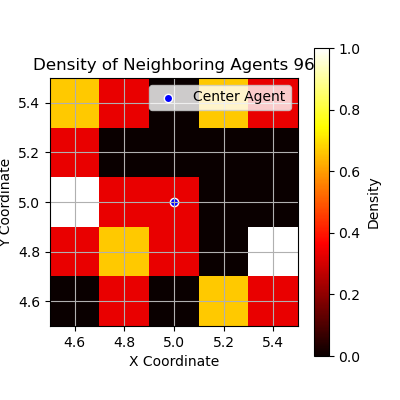 Density of Neighboring Agents 96
Center Agent
5.4
5.2
5.0
4.8
4.6
Y Coordinate
4.6 4.8 5.0 5.2 5.4
X Coordinate
1.0
0.8
0.6
0.4
0.2
0.0
Density